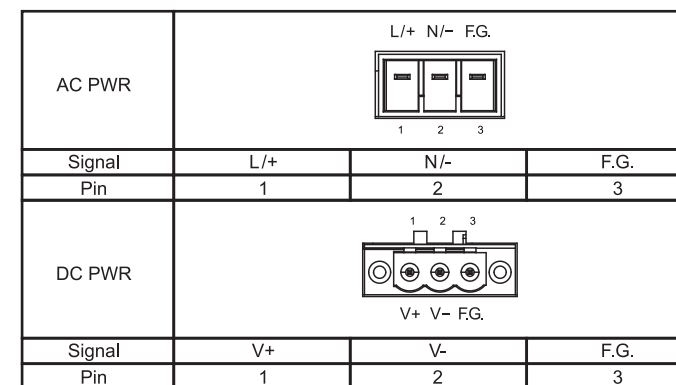 L/+ N/- F.G.
AC PWR
1 2 3
Signal L/+ N/- F.G.
Pin 1 2 3
1 2 3
DC PWR
V+ V- F.G.
Signal V+ V- F.G.
Pin 1 2 3